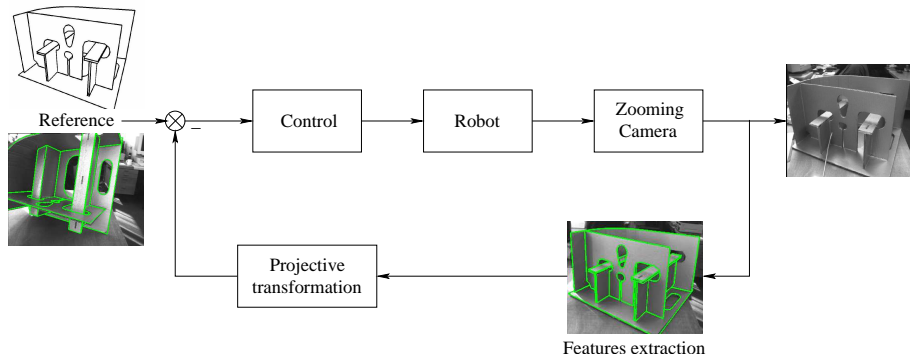 Reference
–
Control
Robot
Zooming
Camera
Projective
transformation
Features extraction